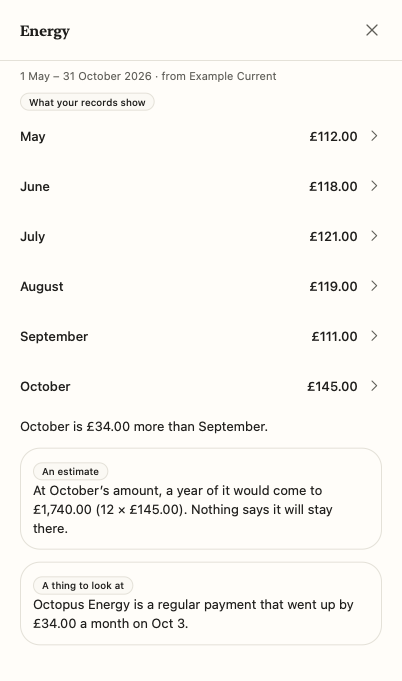 Energy
1 May – 31 October 2026 · from Example Current
What your records show
May £112.00
June £118.00
July £121.00
August £119.00
September £111.00
October £145.00
October is £34.00 more than September.
An estimate
At October’s amount, a year of it would come to
£1,740.00 (12 × £145.00). Nothing says it will stay
there.
A thing to look at
Octopus Energy is a regular payment that went up by
£34.00 a month on Oct 3.